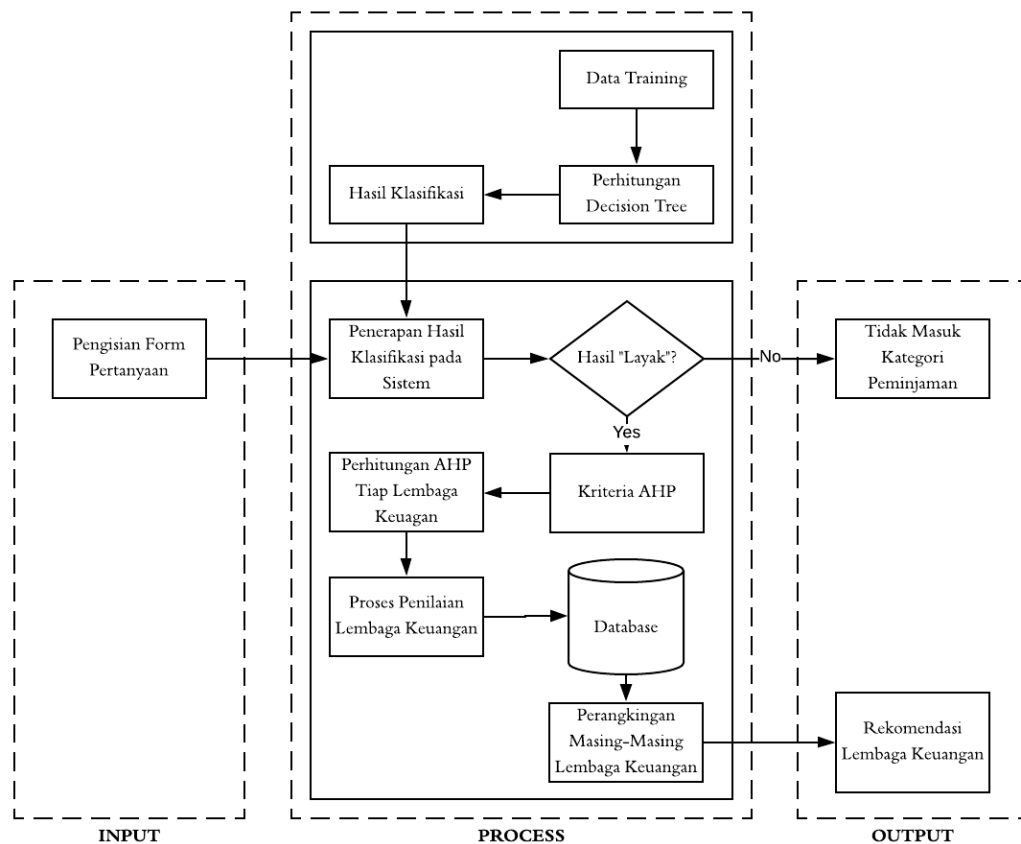 Data Training
Hasil Klasifikasi
Perhitungan
Decision Tree
Pengisian Form
Pertanyaan
Penerapan Hasil
Klasifikasi pada
Sistem
Hasil "Layak"?
No
Tidak Masuk
Kategori
Peminjaman
Yes
Perhitungan AHP
Tiap Lembaga
Keuagan
Kriteria AHP
Proses Penilaian
Lembaga Keuangan
Database
Perangkingan
Masing-Masing
Lembaga Keuangan
Rekomendasi
Lembaga Keuangan
INPUT
PROCESS
OUTPUT